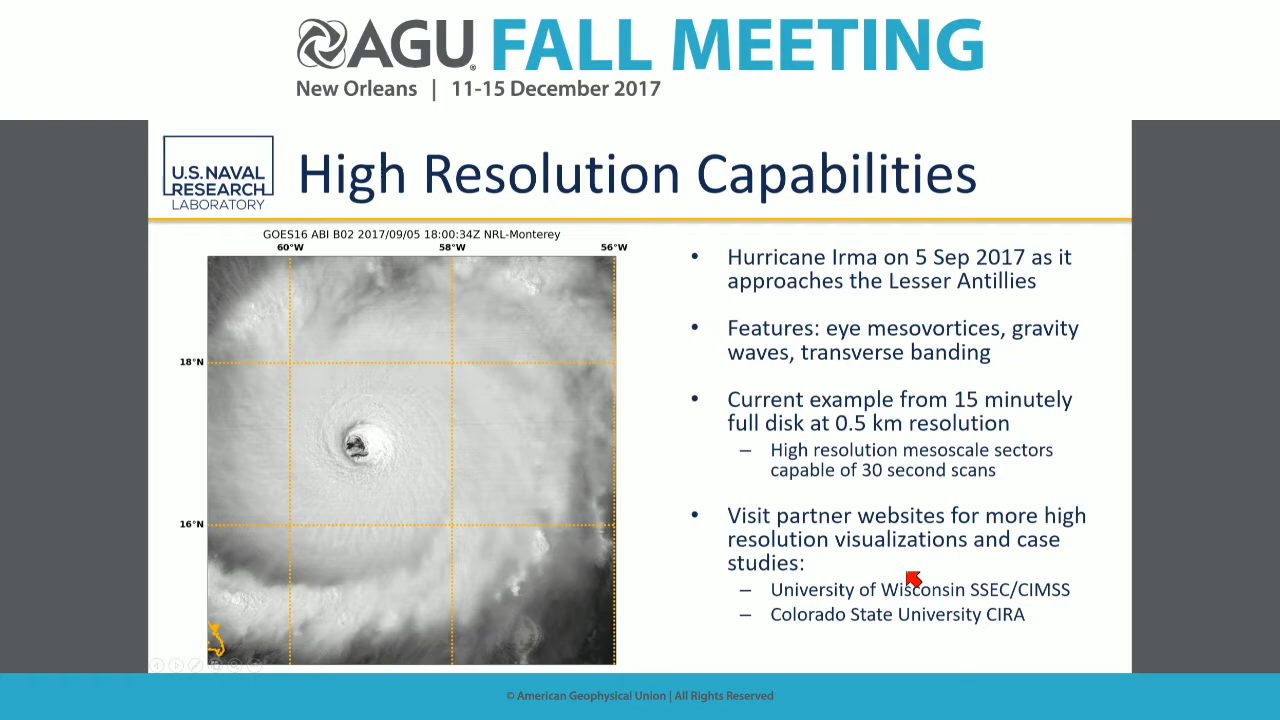 AGU FALL MEETING
New Orleans | 11-15 December 2017
U.S. NAVAL
RESEARCH
LABORATORY
High Resolution Capabilities
GOES16 ABI B02 2017/09/05 18:00:34Z NRL-Monterey
60°W 58°W 56°W
18°N
16°N
• Hurricane Irma on 5 Sep 2017 as it
approaches the Lesser Antillies
• Features: eye mesovortices, gravity
waves, transverse banding
• Current example from 15 minutely
full disk at 0.5 km resolution
– High resolution mesoscale sectors
capable of 30 second scans
• Visit partner websites for more high
resolution visualizations and case
studies:
– University of Wisconsin SSEC/CIMSS
– Colorado State University CIRA
© American Geophysical Union | All Rights Reserved